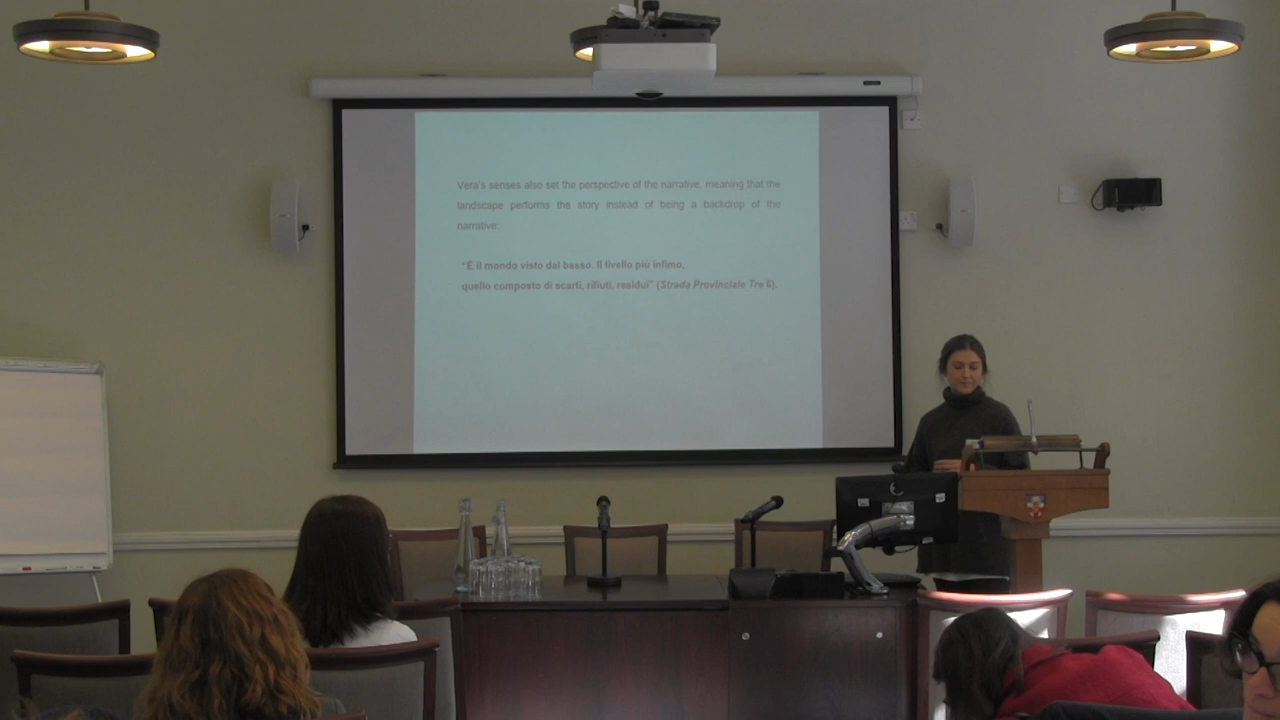 Vera's senses also set the perspective of the narrative, meaning that the
landscape performs the story instead of being a backdrop of the
narrative:
"É il mondo visto dal basso. Il livello più infimo,
quello composto di scarti, rifiuti, residui" (Strada Provinciale Tre 6).